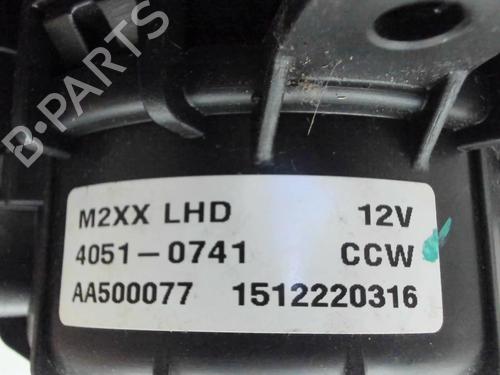 B-PARTS
M2XX LHD 12V
4051-0741 CCW
AA500077 1512220316